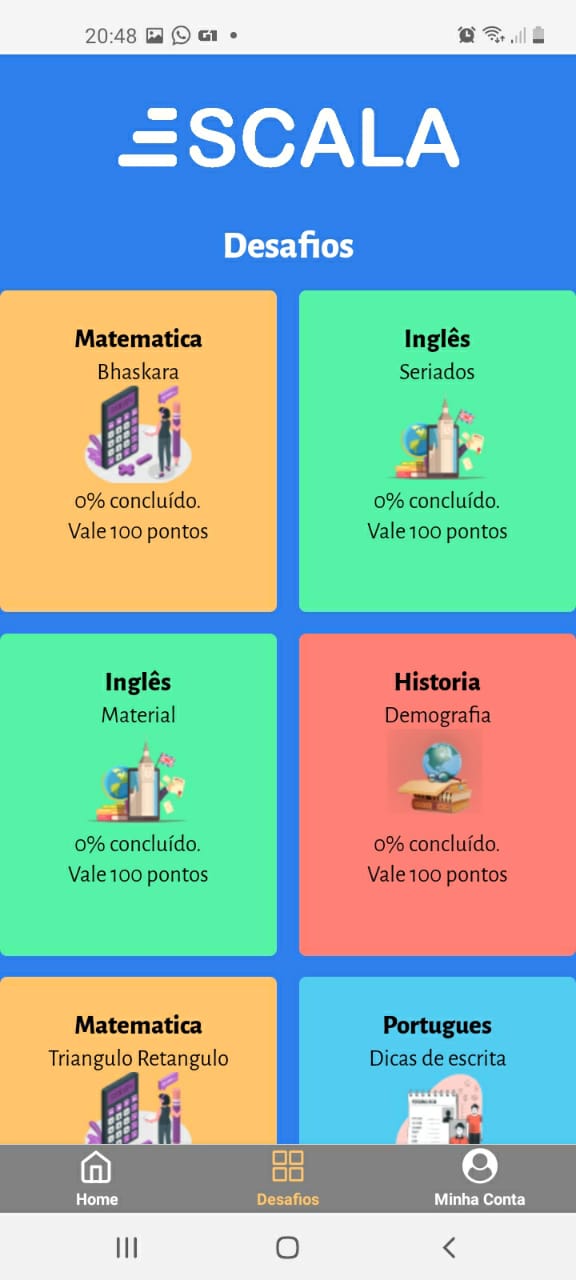 20:48
G1
ESCALA
Desafios
Matematica
Bhaskara
0% concluído.
Vale 100 pontos
Inglês
Seriados
0% concluído.
Vale 100 pontos
Inglês
Material
0% concluído.
Vale 100 pontos
Historia
Demografia
0% concluído.
Vale 100 pontos
Matematica
Triangulo Retangulo
Portugues
Dicas de escrita
Home
Desafios
Minha Conta